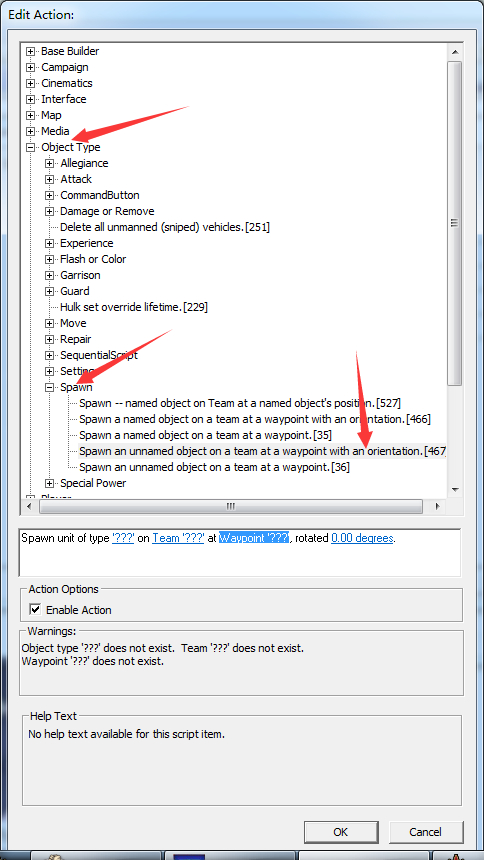 Edit Action:
Base Builder
Campaign
Cinematics
Interface
Map
Media
Object Type
Allegiance
Attack
CommandButton
Damage or Remove
Delete all unmanned (sniped) vehicles.[251]
Experience
Flash or Color
Garrison
Guard
Hulk set override lifetime.[229]
Move
Repair
SequentialScript
Spawn
Spawn -- named object on Team at a named object's position.[527]
Spawn a named object on a team at a waypoint with an orientation.[466]
Spawn a named object on a team at a waypoint.[35]
Spawn an unnamed object on a team at a waypoint with an orientation.[467]
Spawn an unnamed object on a team at a waypoint.[36]
Special Power
Player
Spawn unit of type '???' on Team '???' at Waypoint '???', rotated 0.00 degrees.
Action Options
Enable Action
Warnings:
Object type '???' does not exist. Team '???' does not exist.
Waypoint '???' does not exist.
Help Text
No help text available for this script item.
OK Cancel